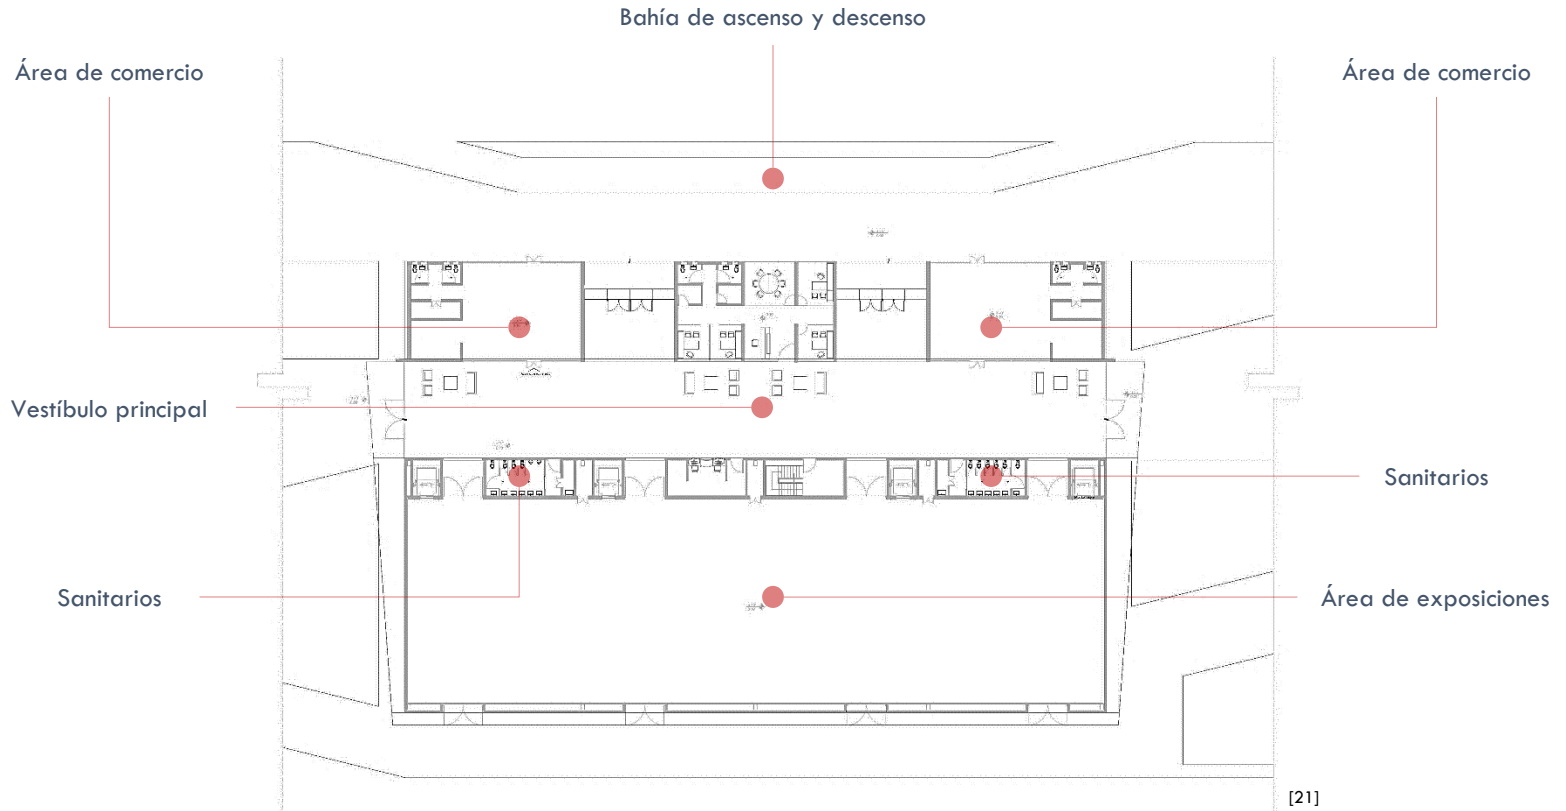 Bahía de ascenso y descenso
Área de comercio
Área de comercio
Vestíbulo principal
Sanitarios
Sanitarios
Área de exposiciones
[21]